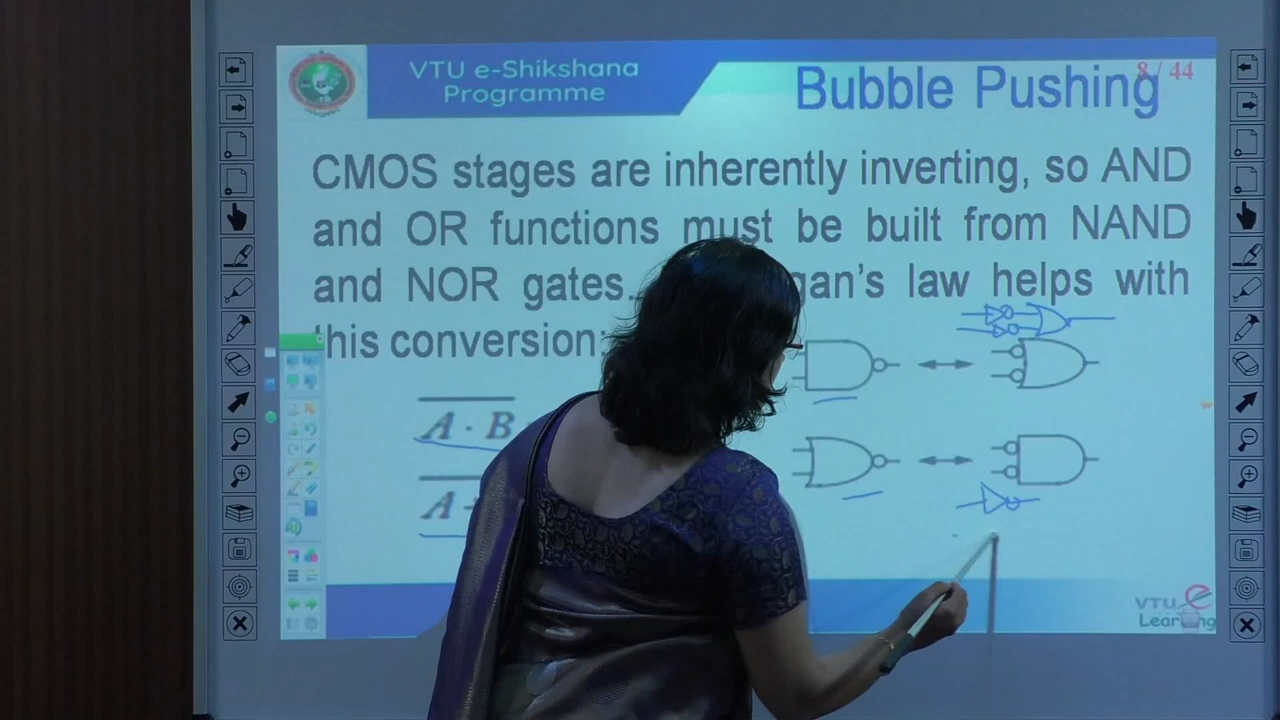 VTU e-Shikshana
Programme
Bubble Pushing
8 / 44
CMOS stages are inherently inverting, so AND
and OR functions must be built from NAND
and NOR gates. gan's law helps with
this conversion:
A · B
A +
VTU e
Learning